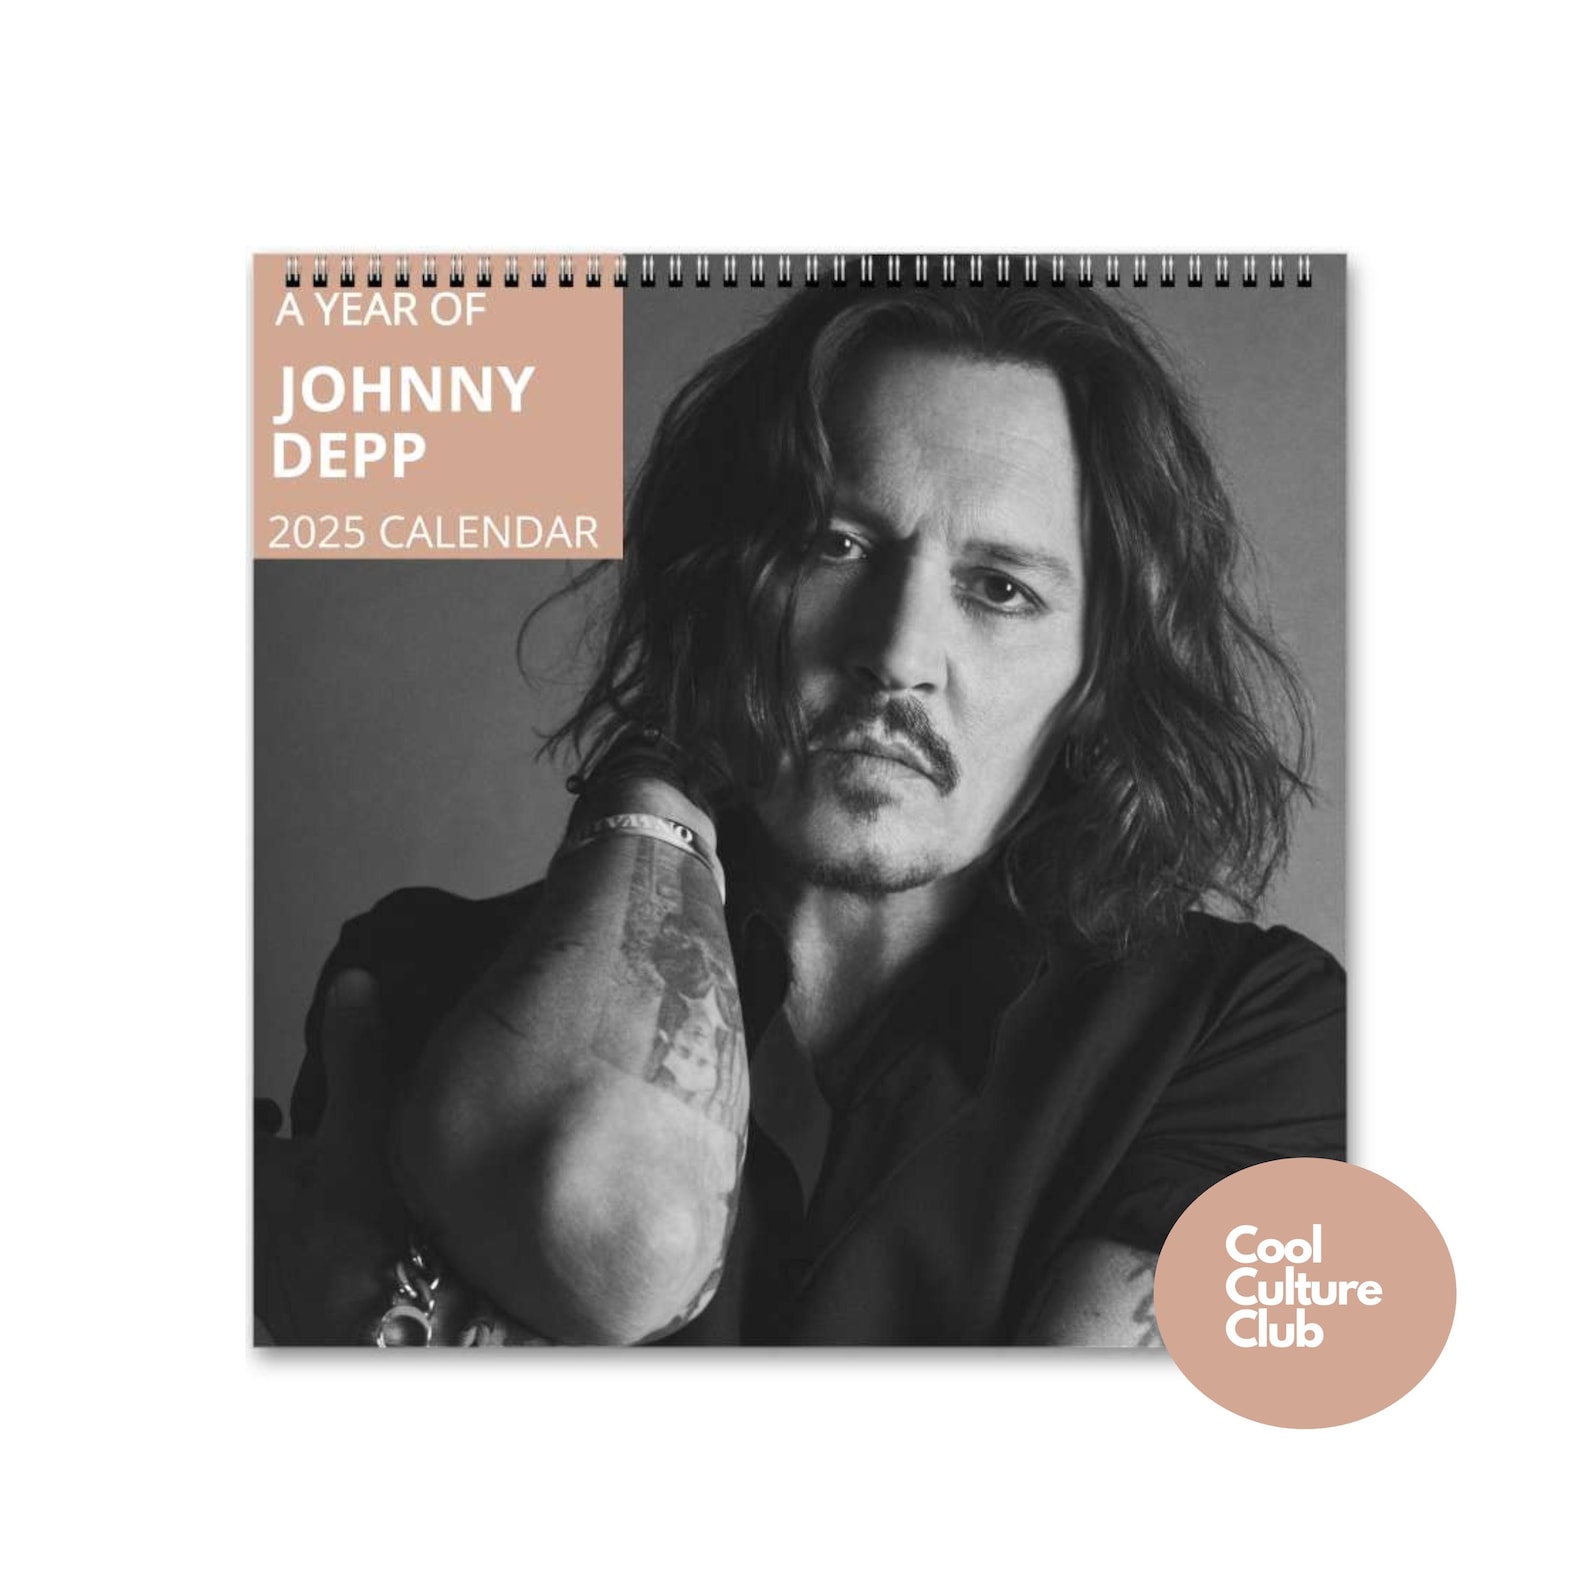 A YEAR OF
JOHNNY
DEPP
2025 CALENDAR
Cool
Culture
Club